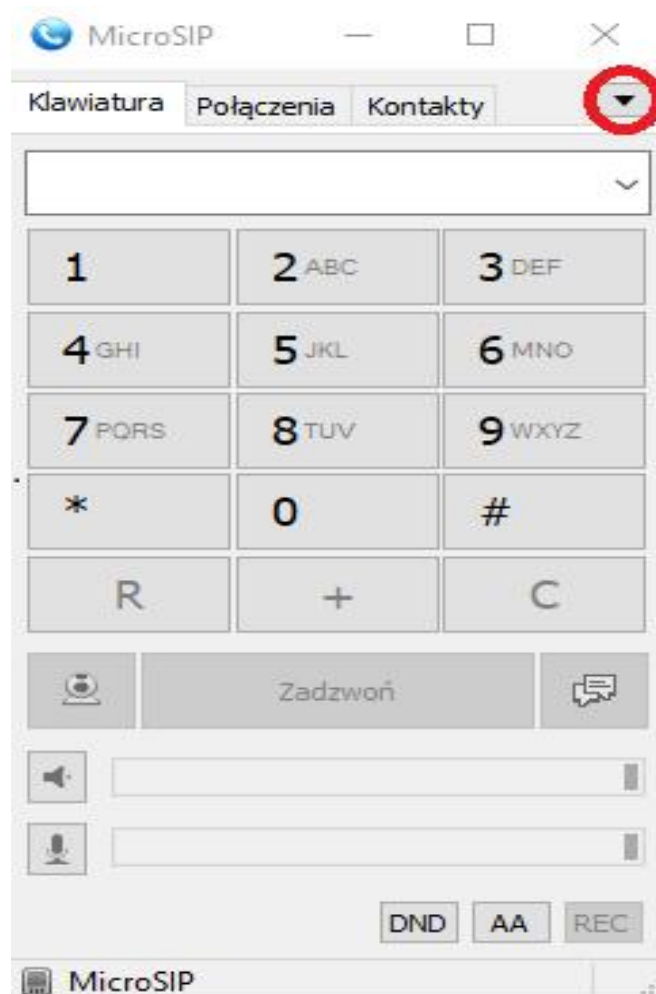 MicroSIP
Klawiatura Połączenia Kontakty
1 2 ABC 3 DEF
4 GHI 5 JKL 6 MNO
7 PQRS 8 TUV 9 WXYZ
* 0 #
R + C
Zadzwoń
DND AA REC
MicroSIP